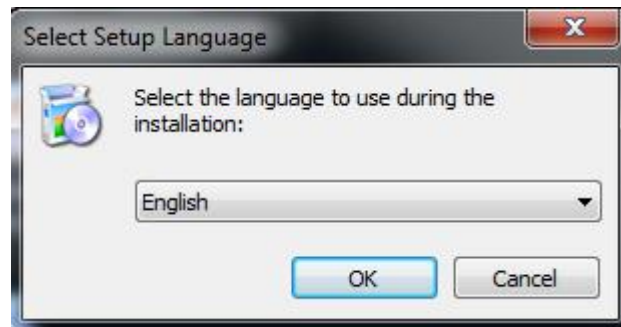 Select Setup Language
Select the language to use during the
installation:
English
OK
Cancel